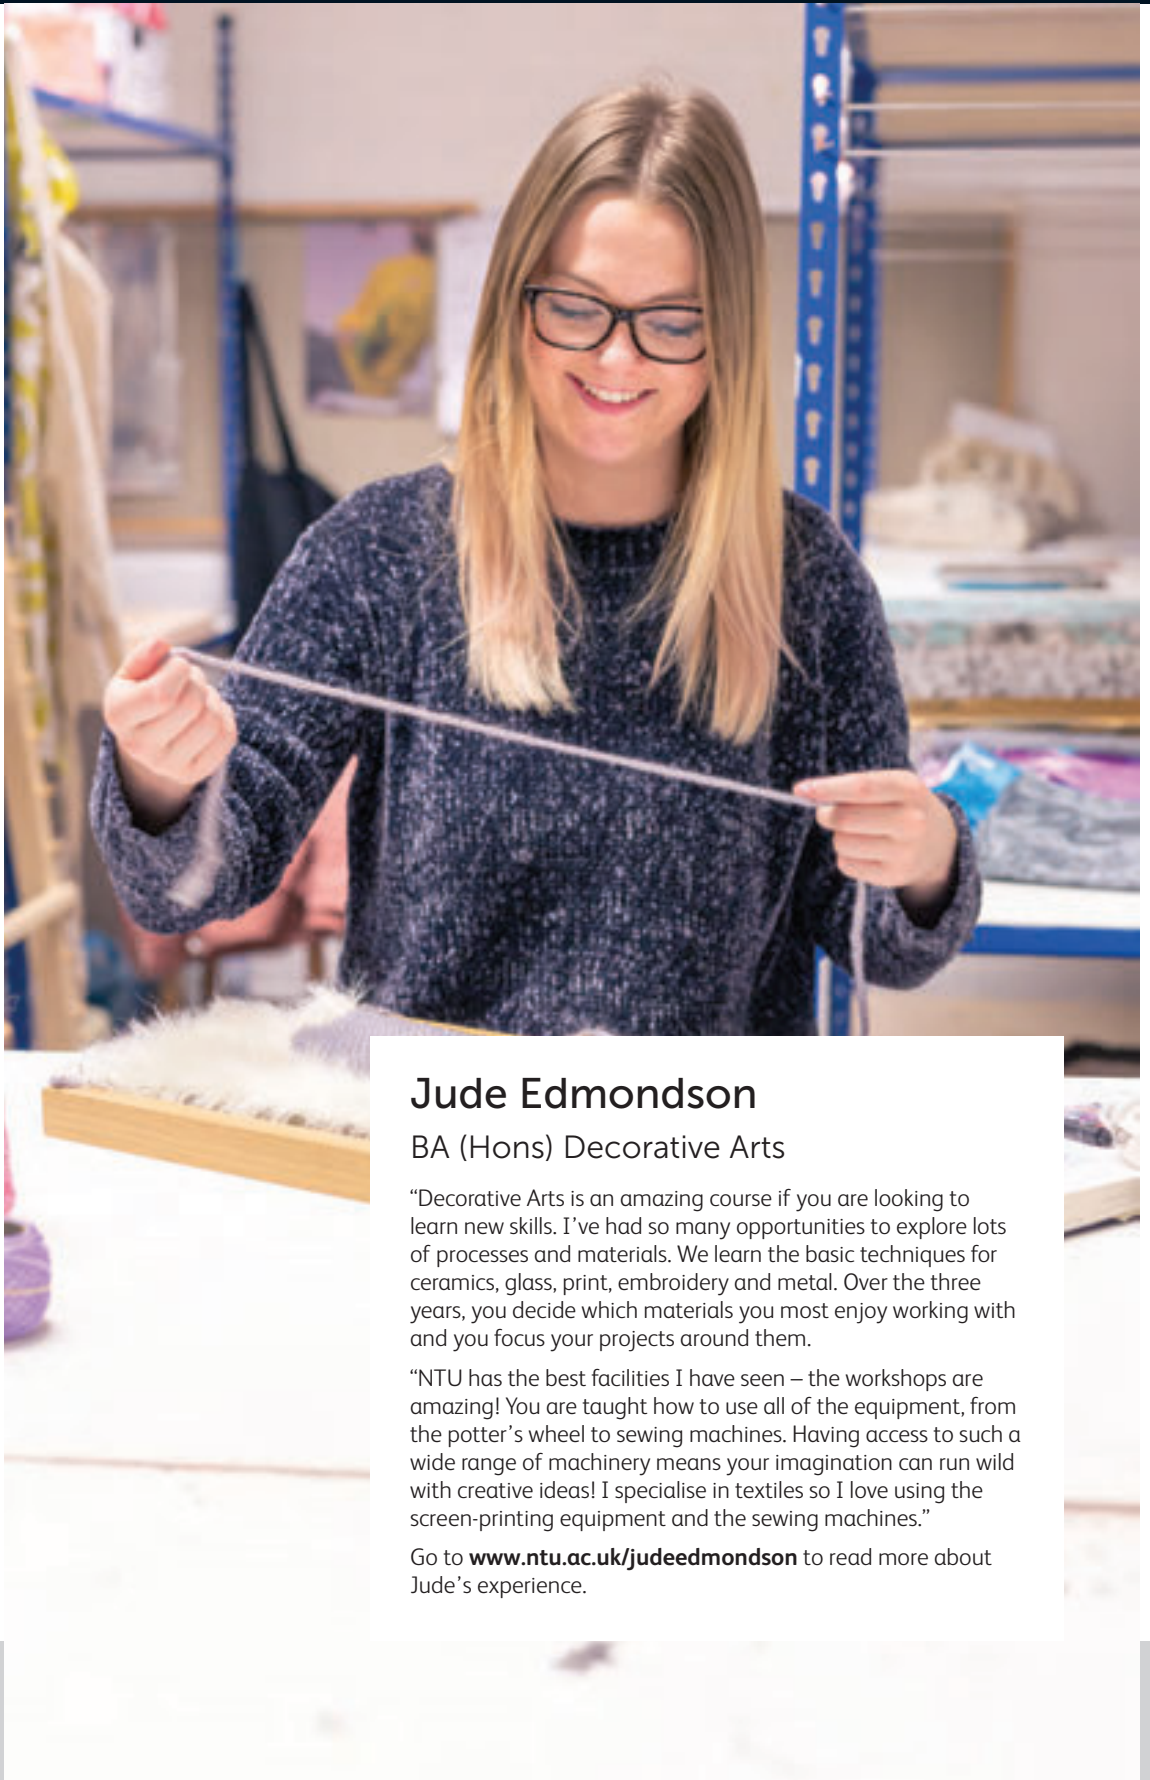 Jude Edmondson
BA (Hons) Decorative Arts
“Decorative Arts is an amazing course if you are looking to
learn new skills. I’ve had so many opportunities to explore lots
of processes and materials. We learn the basic techniques for
ceramics, glass, print, embroidery and metal. Over the three
years, you decide which materials you most enjoy working with
and you focus your projects around them.
“NTU has the best facilities I have seen – the workshops are
amazing! You are taught how to use all of the equipment, from
the potter’s wheel to sewing machines. Having access to such a
wide range of machinery means your imagination can run wild
with creative ideas! I specialise in textiles so I love using the
screen-printing equipment and the sewing machines.”
Go to www.ntu.ac.uk/judeedmondson to read more about
Jude’s experience.